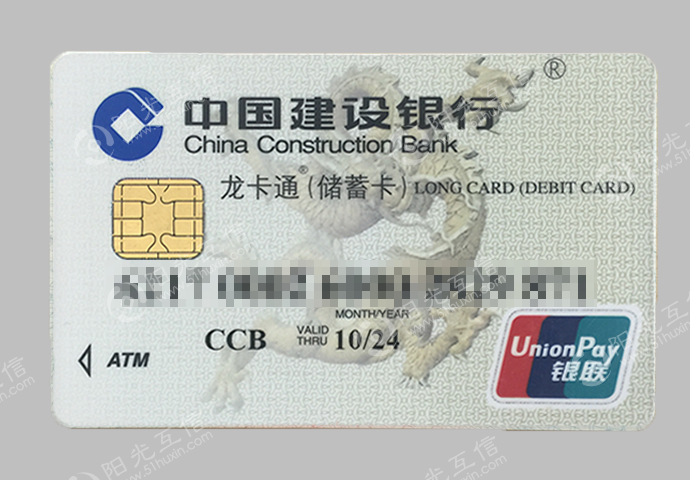 中国建设银行
China Construction Bank
®
龙卡通®(储蓄卡) LONG CARD (DEBIT CARD)
MONTH/YEAR
CCB VALID THRU 10/24
ATM
UnionPay
银联
阳光互信
www.51huxin.com